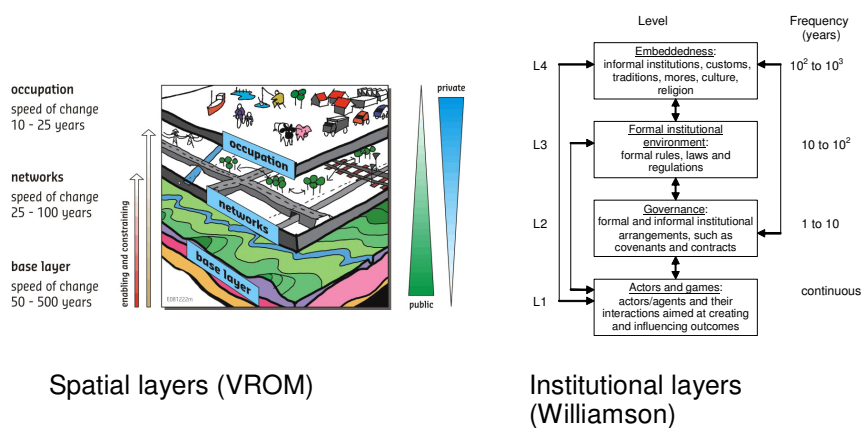 occupation
speed of change
10 - 25 years
networks
speed of change
25 - 100 years
base layer
speed of change
50 - 500 years
enabling and constraining
occupation
networks
base layer
E081222m
private
public
Spatial layers (VROM)
Level
Frequency
(years)
L4
Embeddedness:
informal institutions, customs,
traditions, mores, culture,
religion
10² to 10³
L3
Formal institutional
environment:
formal rules, laws and
regulations
10 to 10²
L2
Governance:
formal and informal institutional
arrangements, such as
covenants and contracts
1 to 10
L1
Actors and games:
actors/agents and their
interactions aimed at creating
and influencing outcomes
continuous
Institutional layers
(Williamson)